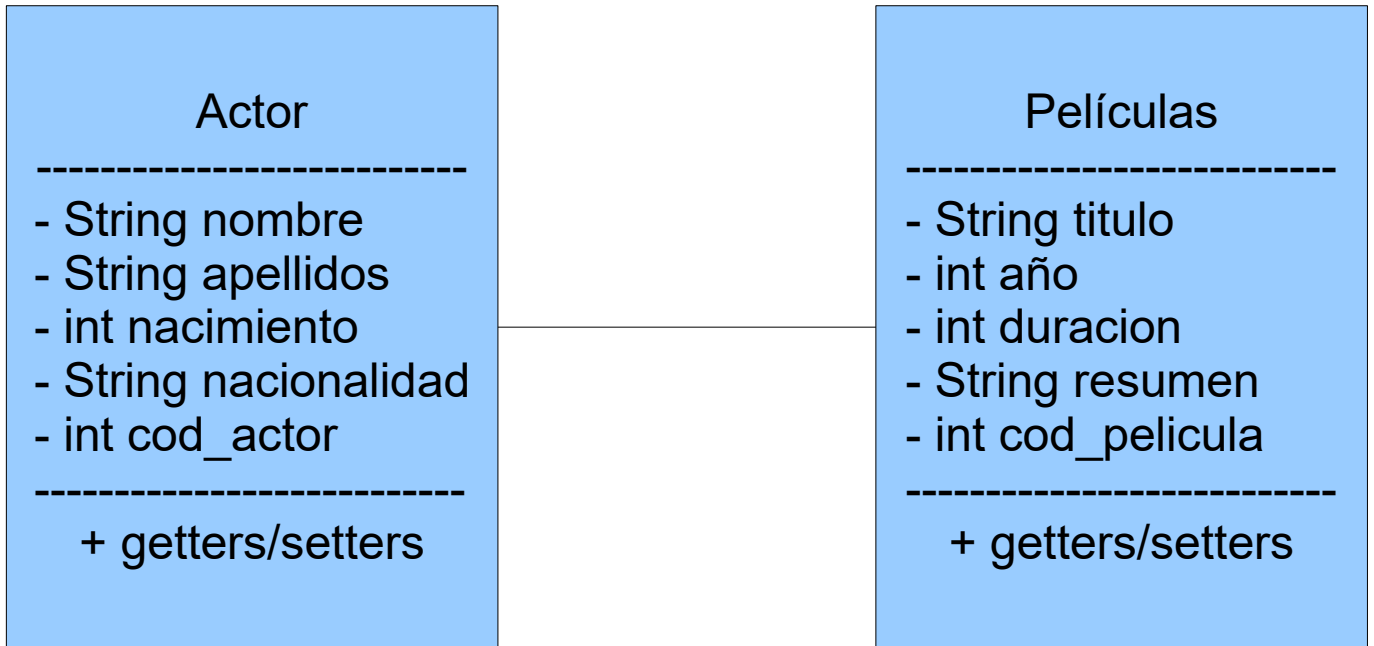 Actor
---------------------------
- String nombre
- String apellidos
- int nacimiento
- String nacionalidad
- int cod_actor
---------------------------
+ getters/setters
Películas
---------------------------
- String titulo
- int año
- int duracion
- String resumen
- int cod_pelicula
---------------------------
+ getters/setters